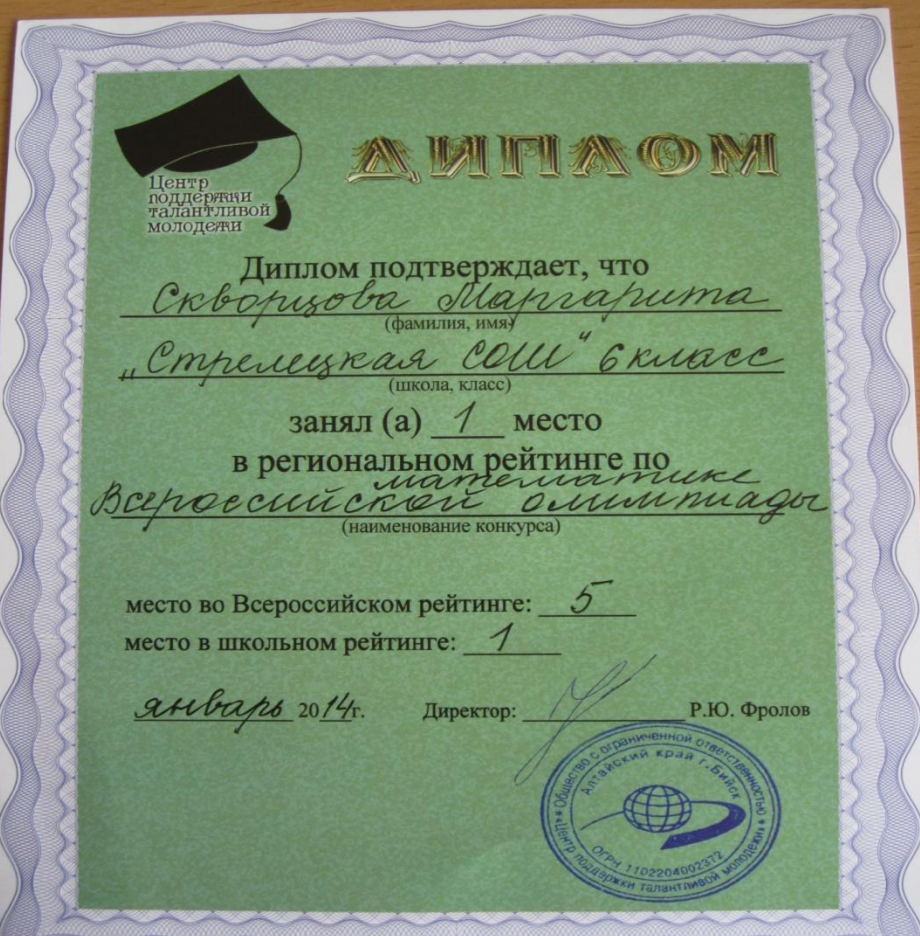 Центр
поддержки
талантливой
молодежи
ДИПЛОМ
Диплом подтверждает, что
Скворцова Маргарита
(фамилия, имя)
„Стрелецкая СОШ" 6 класс
(школа, класс)
занял (а) 1 место
в региональном рейтинге по
математике
Всероссийской олимпиады
(наименование конкурса)
место во Всероссийском рейтинге: 5
место в школьном рейтинге: 1
январь 2014г. Директор: Р.Ю. Фролов
Общество с ограниченной ответственностью
Алтайский край г.Бийск
ОГРН 1102204002372
«Центр поддержки талантливой молодежи»